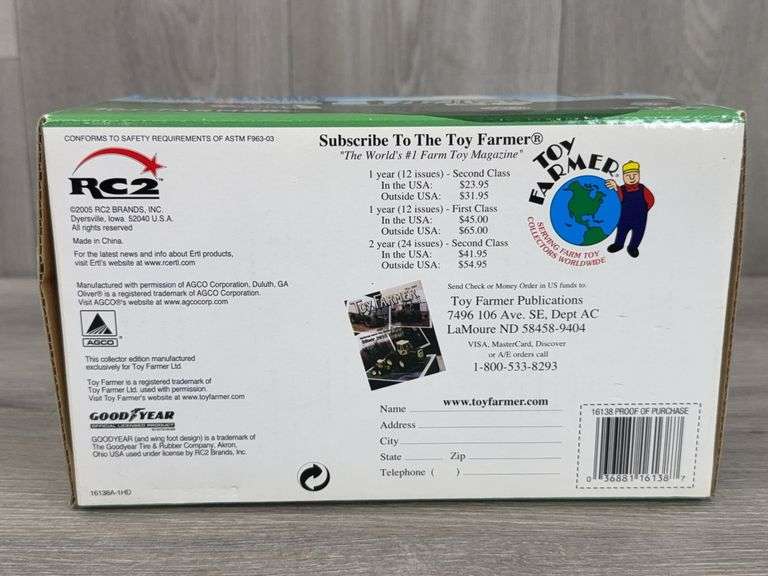 CONFORMS TO SAFETY REQUIREMENTS OF ASTM F963-03
RC2
©2005 RC2 BRANDS, INC.
Dyersville, Iowa. 52040 U.S.A.
All rights reserved
Made in China.
For the latest news and info about Ertl products,
visit Ertl's website at www.rcertl.com
Manufactured with permission of AGCO Corporation, Duluth, GA
Oliver® is a registered trademark of AGCO Corporation.
Visit AGCO's website at www.agcocorp.com
AGCO
This collector edition manufactured
exclusively for Toy Farmer Ltd.
Toy Farmer is a registered trademark of
Toy Farmer Ltd. used with permission.
Visit Toy Farmer's website at www.toyfarmer.com
GOODYEAR
OFFICIAL LICENSED PRODUCT
GOODYEAR (and wing foot design) is a trademark of
The Goodyear Tire & Rubber Company, Akron,
Ohio USA used under license by RC2 Brands, Inc.
16138A-1HD
Subscribe To The Toy Farmer®
"The World's #1 Farm Toy Magazine"
1 year (12 issues) - Second Class
In the USA: $23.95
Outside USA: $31.95
1 year (12 issues) - First Class
In the USA: $45.00
Outside USA: $65.00
2 year (24 issues) - Second Class
In the USA: $41.95
Outside USA: $54.95
TOY FARMER®
SERVING FARM TOY
COLLECTORS WORLDWIDE
TOY FARMER
Send Check or Money Order in US funds to:
Toy Farmer Publications
7496 106 Ave. SE, Dept AC
LaMoure ND 58458-9404
VISA, MasterCard, Discover
or A/E orders call
1-800-533-8293
www.toyfarmer.com
Name
Address
City
State Zip
Telephone ( )
16138 PROOF OF PURCHASE
0 36881 16138 7